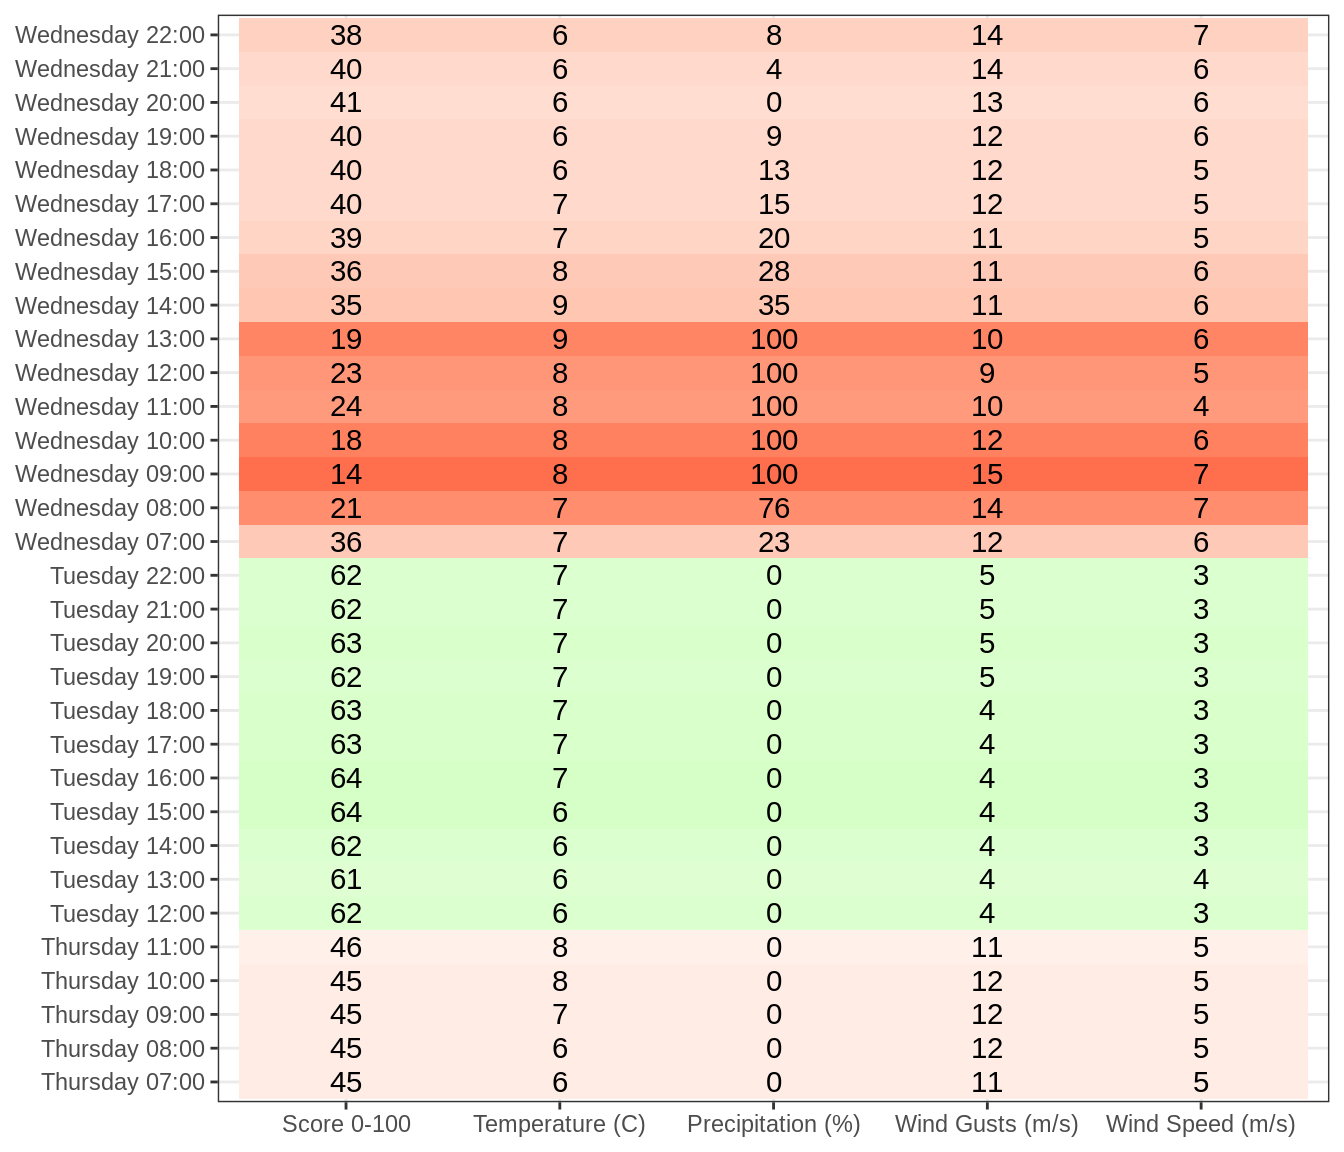 Wednesday 22:00 38 6 8 14 7
Wednesday 21:00 40 6 4 14 6
Wednesday 20:00 41 6 0 13 6
Wednesday 19:00 40 6 9 12 6
Wednesday 18:00 40 6 13 12 5
Wednesday 17:00 40 7 15 12 5
Wednesday 16:00 39 7 20 11 5
Wednesday 15:00 36 8 28 11 6
Wednesday 14:00 35 9 35 11 6
Wednesday 13:00 19 9 100 10 6
Wednesday 12:00 23 8 100 9 5
Wednesday 11:00 24 8 100 10 4
Wednesday 10:00 18 8 100 12 6
Wednesday 09:00 14 8 100 15 7
Wednesday 08:00 21 7 76 14 7
Wednesday 07:00 36 7 23 12 6
Tuesday 22:00 62 7 0 5 3
Tuesday 21:00 62 7 0 5 3
Tuesday 20:00 63 7 0 5 3
Tuesday 19:00 62 7 0 5 3
Tuesday 18:00 63 7 0 4 3
Tuesday 17:00 63 7 0 4 3
Tuesday 16:00 64 7 0 4 3
Tuesday 15:00 64 6 0 4 3
Tuesday 14:00 62 6 0 4 3
Tuesday 13:00 61 6 0 4 4
Tuesday 12:00 62 6 0 4 3
Thursday 11:00 46 8 0 11 5
Thursday 10:00 45 8 0 12 5
Thursday 09:00 45 7 0 12 5
Thursday 08:00 45 6 0 12 5
Thursday 07:00 45 6 0 11 5
Score 0-100 Temperature (C) Precipitation (%) Wind Gusts (m/s) Wind Speed (m/s)